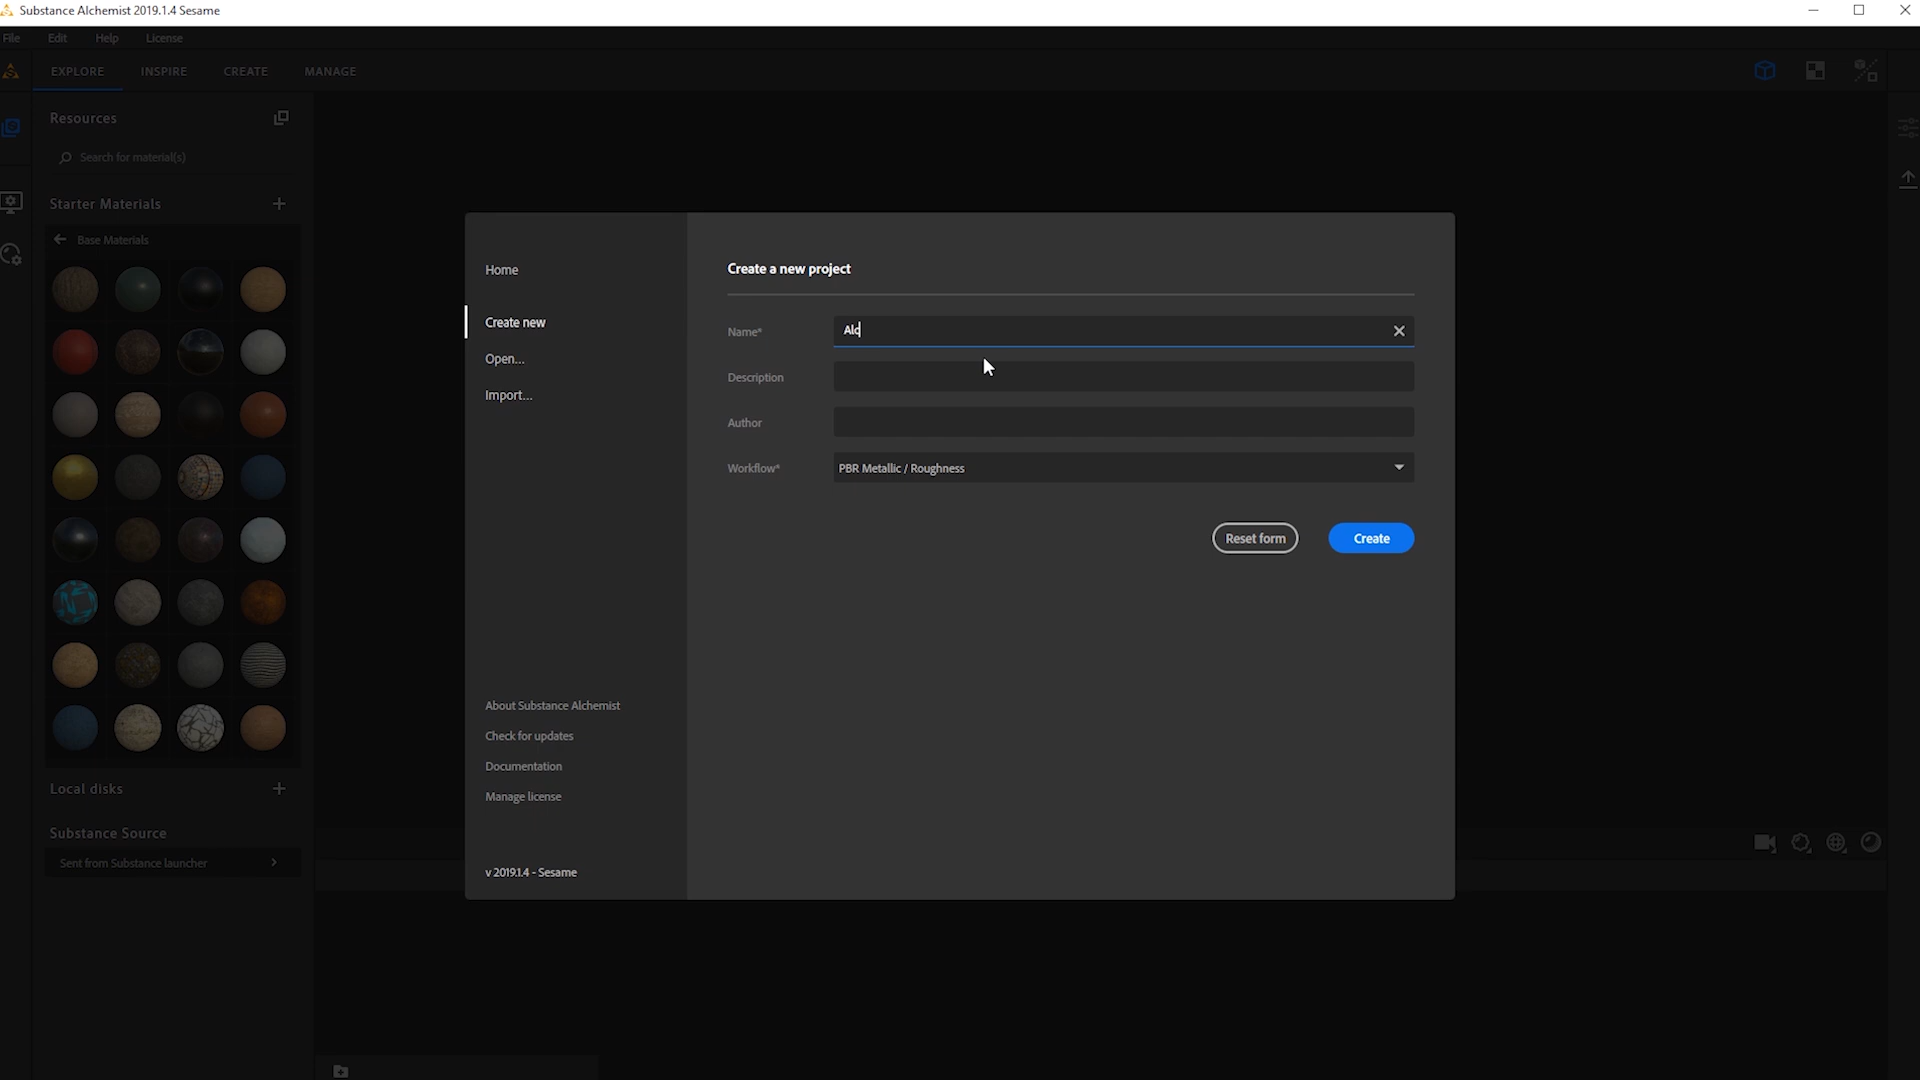 Substance Alchemist 2019.1.4 Sesame
File Edit Help License
EXPLORE INSPIRE CREATE MANAGE
Resources
Search for material(s)
Starter Materials
Base Materials
Local disks
Substance Source
Sent from Substance launcher
Home
Create new
Open...
Import...
About Substance Alchemist
Check for updates
Documentation
Manage license
v 2019.1.4 - Sesame
Create a new project
Name* Alc
Description
Author
Workflow* PBR Metallic / Roughness
Reset form Create